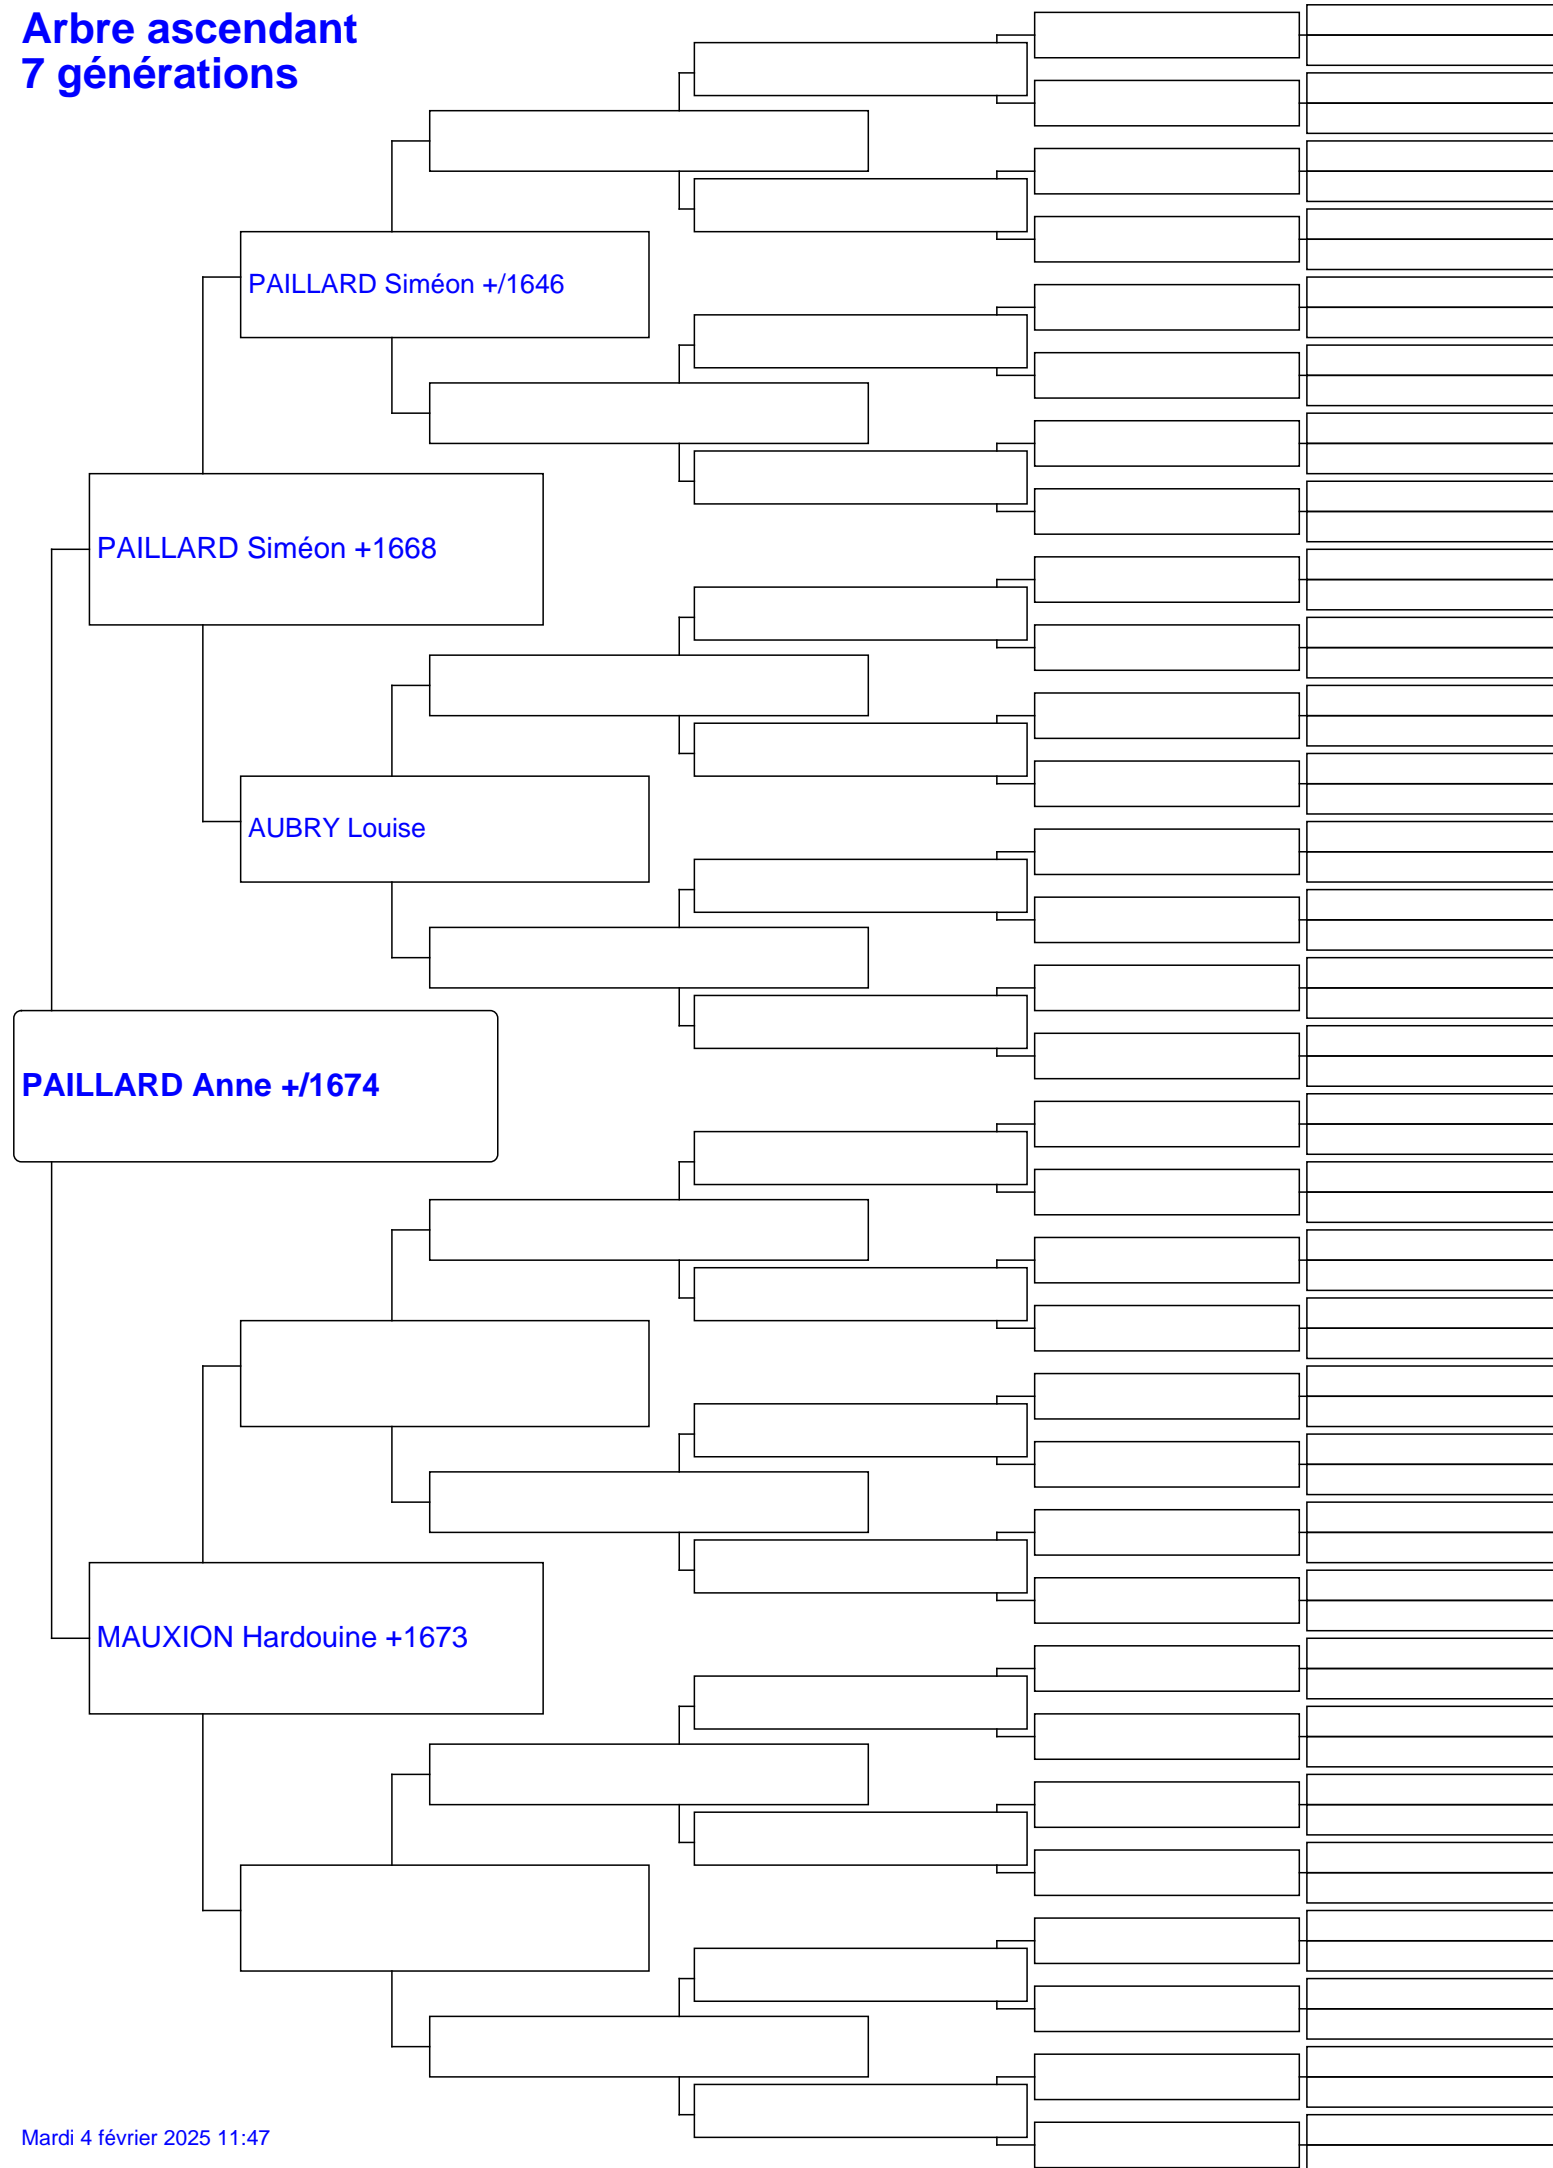 Arbre ascendant
7 générations
PAILLARD Siméon +/1646
PAILLARD Siméon +1668
AUBRY Louise
PAILLARD Anne +/1674
MAUXION Hardouine +1673
Mardi 4 février 2025 11:47